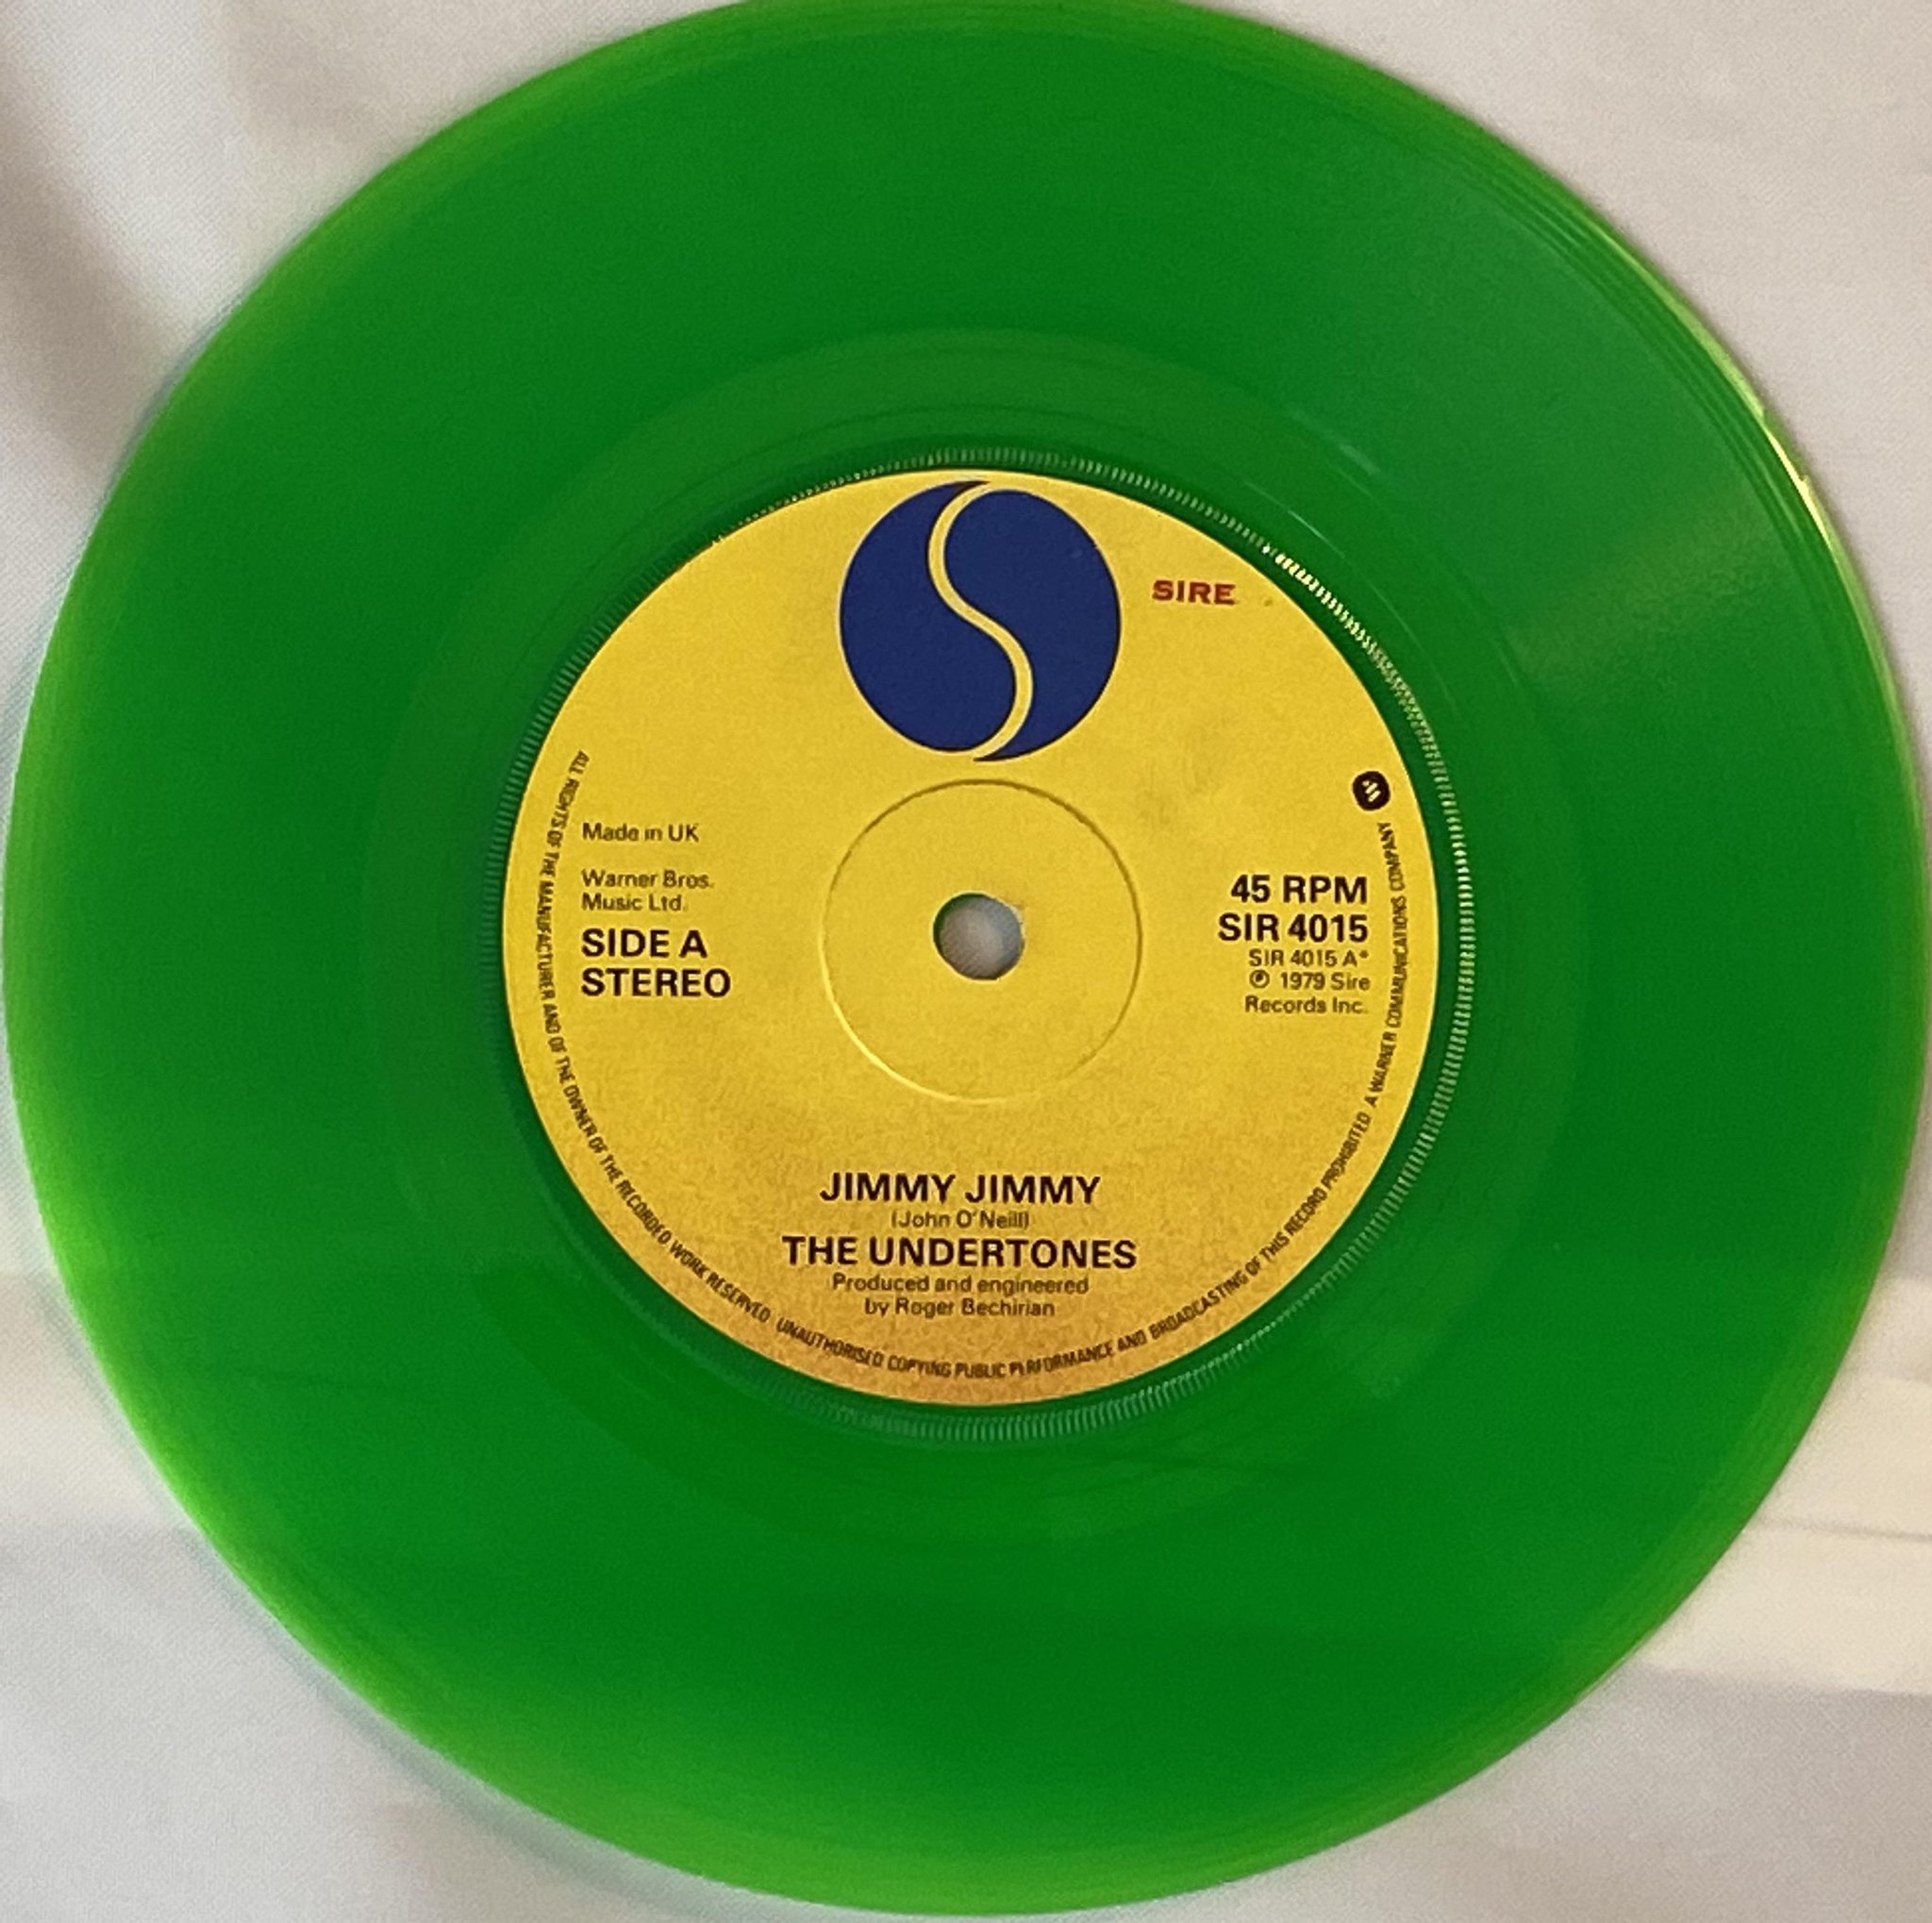 SIRE
Made in UK
Warner Bros.
Music Ltd.
SIDE A
STEREO
45 RPM
SIR 4015
SIR 4015 A*
℗ 1979 Sire
Records Inc.
JIMMY JIMMY
(John O'Neill)
THE UNDERTONES
Produced and engineered
by Roger Bechirian
ALL RIGHTS OF THE MANUFACTURER AND OF THE OWNER OF THE RECORDED WORK RESERVED UNAUTHORISED COPYING PUBLIC PERFORMANCE AND BROADCASTING OF THIS RECORD PROHIBITED A WARNER COMMUNICATIONS COMPANY